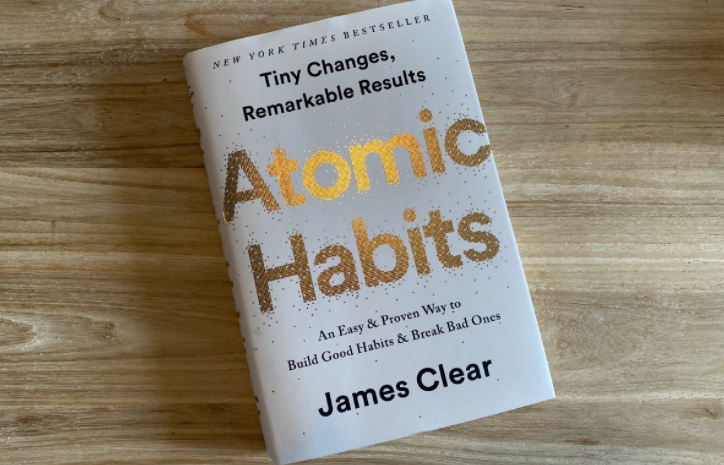 NEW YORK TIMES BESTSELLER
Tiny Changes,
Remarkable Results
Atomic
Habits
An Easy & Proven Way to
Build Good Habits & Break Bad Ones
James Clear